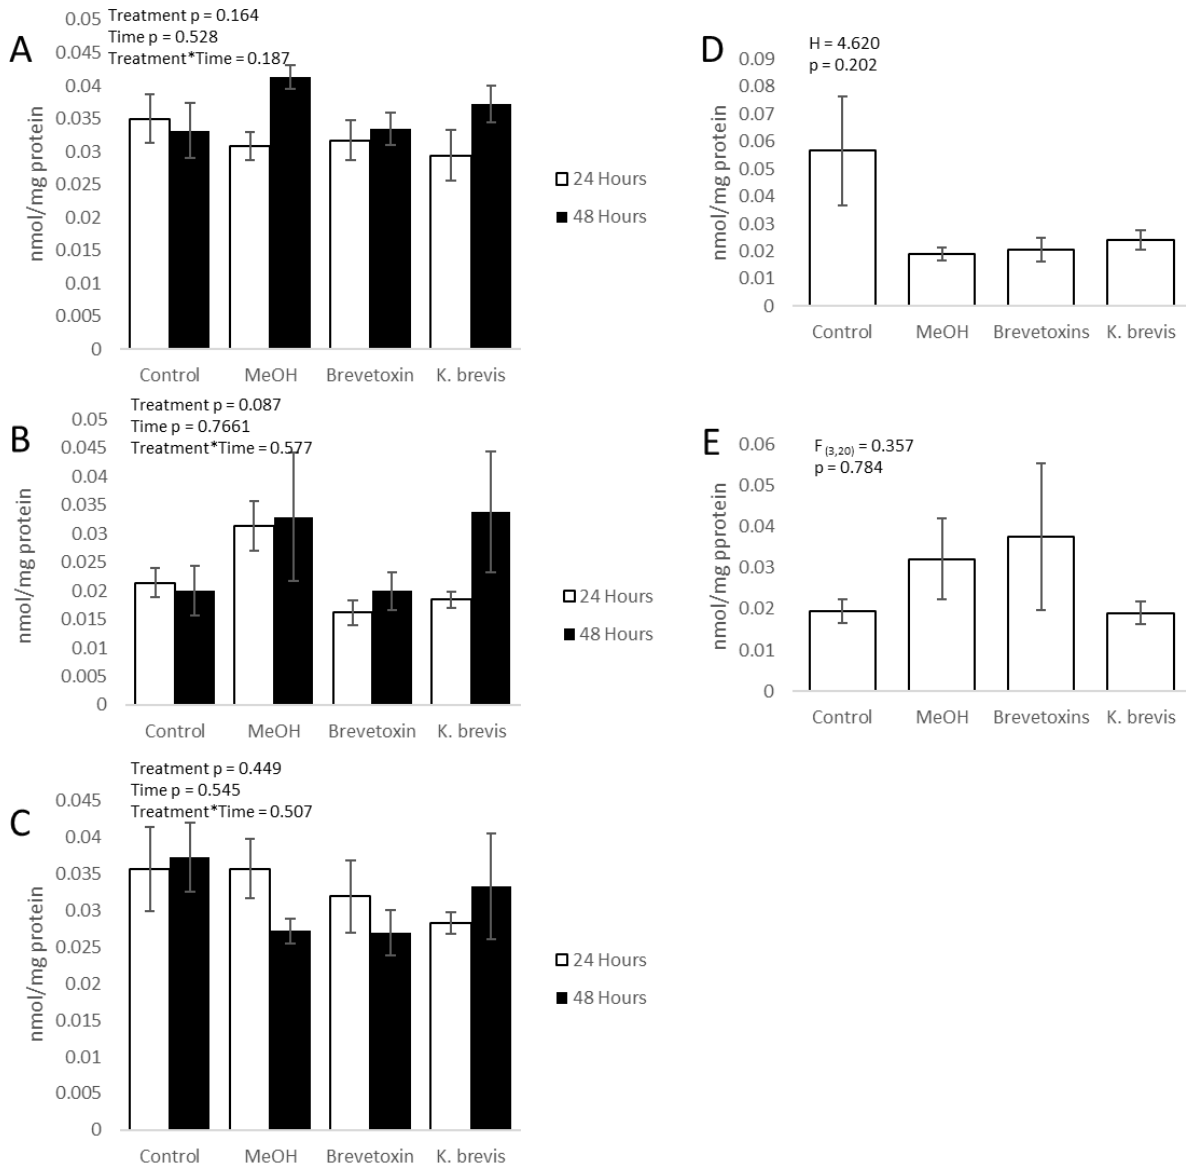 A
Treatment p = 0.164
Time p = 0.528
Treatment*Time = 0.187
nmol/mg protein
0.05
0.045
0.04
0.035
0.03
0.025
0.02
0.015
0.01
0.005
0
Control MeOH Brevetoxin K. brevis
24 Hours
48 Hours
B
Treatment p = 0.087
Time p = 0.7661
Treatment*Time = 0.577
nmol/mg protein
0.05
0.045
0.04
0.035
0.03
0.025
0.02
0.015
0.01
0.005
0
Control MeOH Brevetoxin K. brevis
24 Hours
48 Hours
C
Treatment p = 0.449
Time p = 0.545
Treatment*Time = 0.507
nmol/mg protein
0.045
0.04
0.035
0.03
0.025
0.02
0.015
0.01
0.005
0
Control MeOH Brevetoxin K. brevis
24 Hours
48 Hours
D
H = 4.620
p = 0.202
nmol/mg protein
0.09
0.08
0.07
0.06
0.05
0.04
0.03
0.02
0.01
0
Control MeOH Brevetoxins K. brevis
E
F (3,20) = 0.357
p = 0.784
nmol/mg pprotein
0.06
0.05
0.04
0.03
0.02
0.01
0
Control MeOH Brevetoxins K. brevis